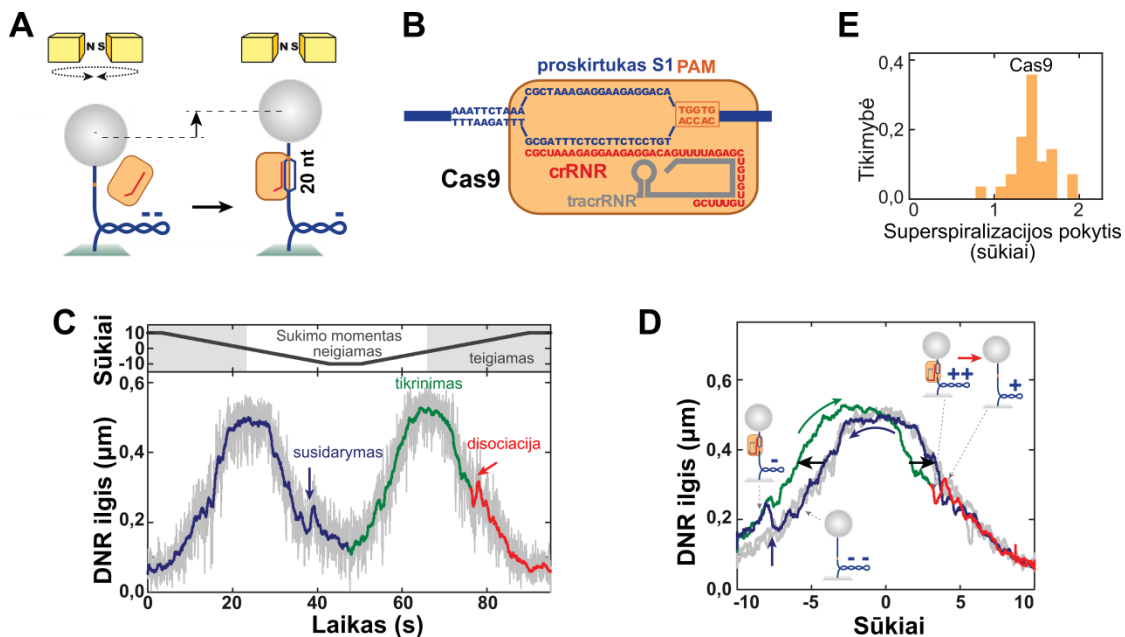 A
N S
N S
20 nt
- -
- -
B
proskirtukas S1 PAM
CGCTAAAGAGGAAGAGGACA
AAATTCTAAA
TTTAAGATTT
TGGTG
ACCAC
GCGATTTCTCCTTCTCCTGT
CGCUAAAGAGGAAGAGGACAGUUUUAGAGC
UGUGUG
GCUUUGU
crRNR
tracrRNR
Cas9
E
Cas9
Tikimybė
0,4
0,2
0,0
0
1
2
Superspiralizacijos pokytis
(sūkiai)
C
Sūkiai
10
0
-10
Sukimo momentas
neigiamas
teigiamas
DNR ilgis (µm)
0,6
0,4
0,2
0,0
tikrinimas
susidarymas
disociacija
0
20
40
60
80
Laikas (s)
D
DNR ilgis (µm)
0,6
0,4
0,2
0,0
++
+
-
--
-10
-5
0
5
10
Sūkiai